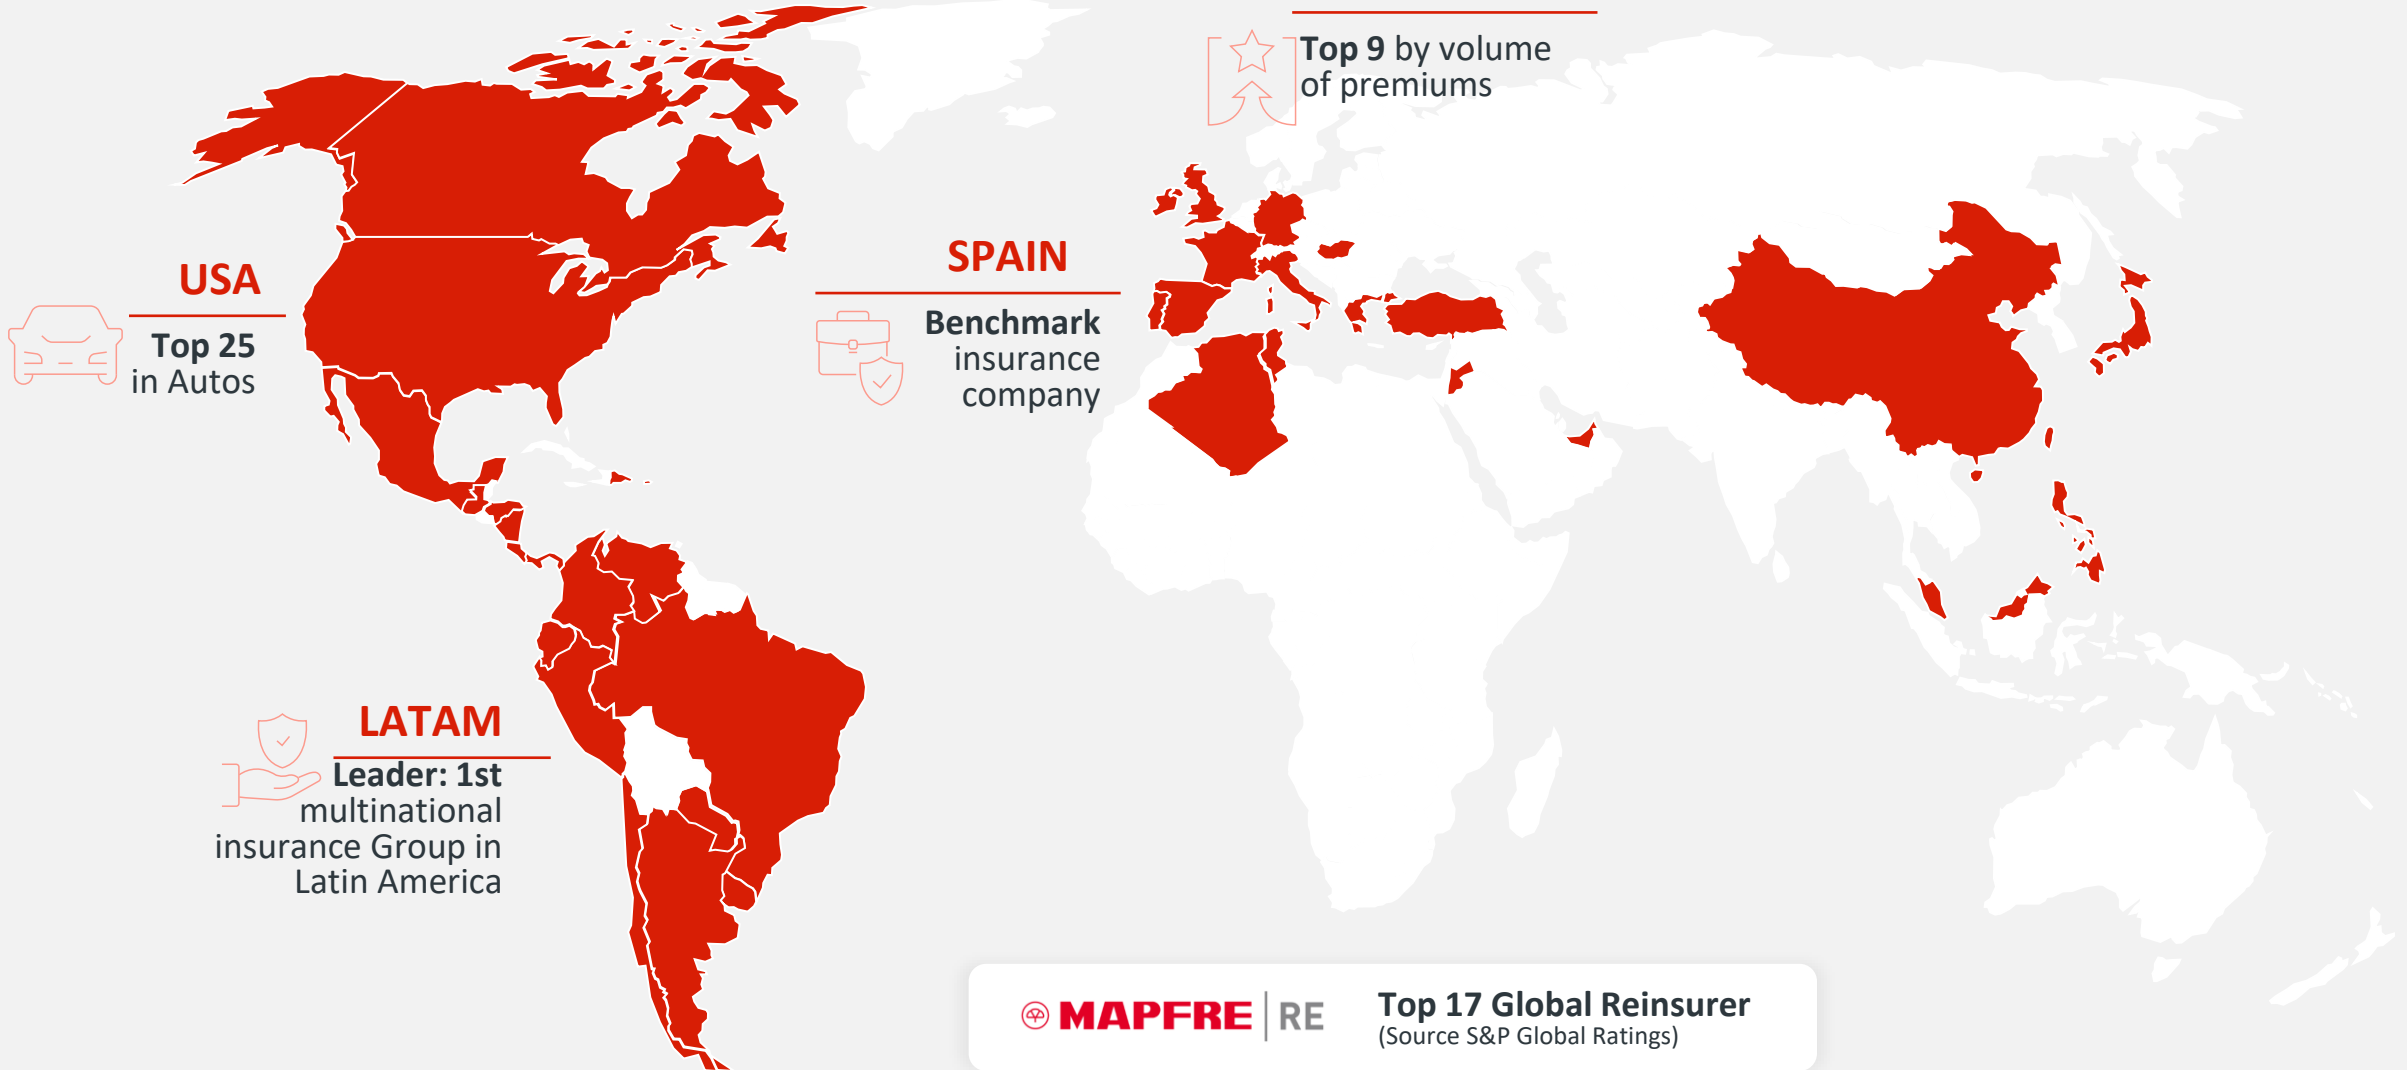 Top 9 by volume
of premiums
USA
Top 25
in Autos
SPAIN
Benchmark
insurance
company
LATAM
Leader: 1st
multinational
insurance Group in
Latin America
MAPFRE RE
Top 17 Global Reinsurer
(Source S&P Global Ratings)